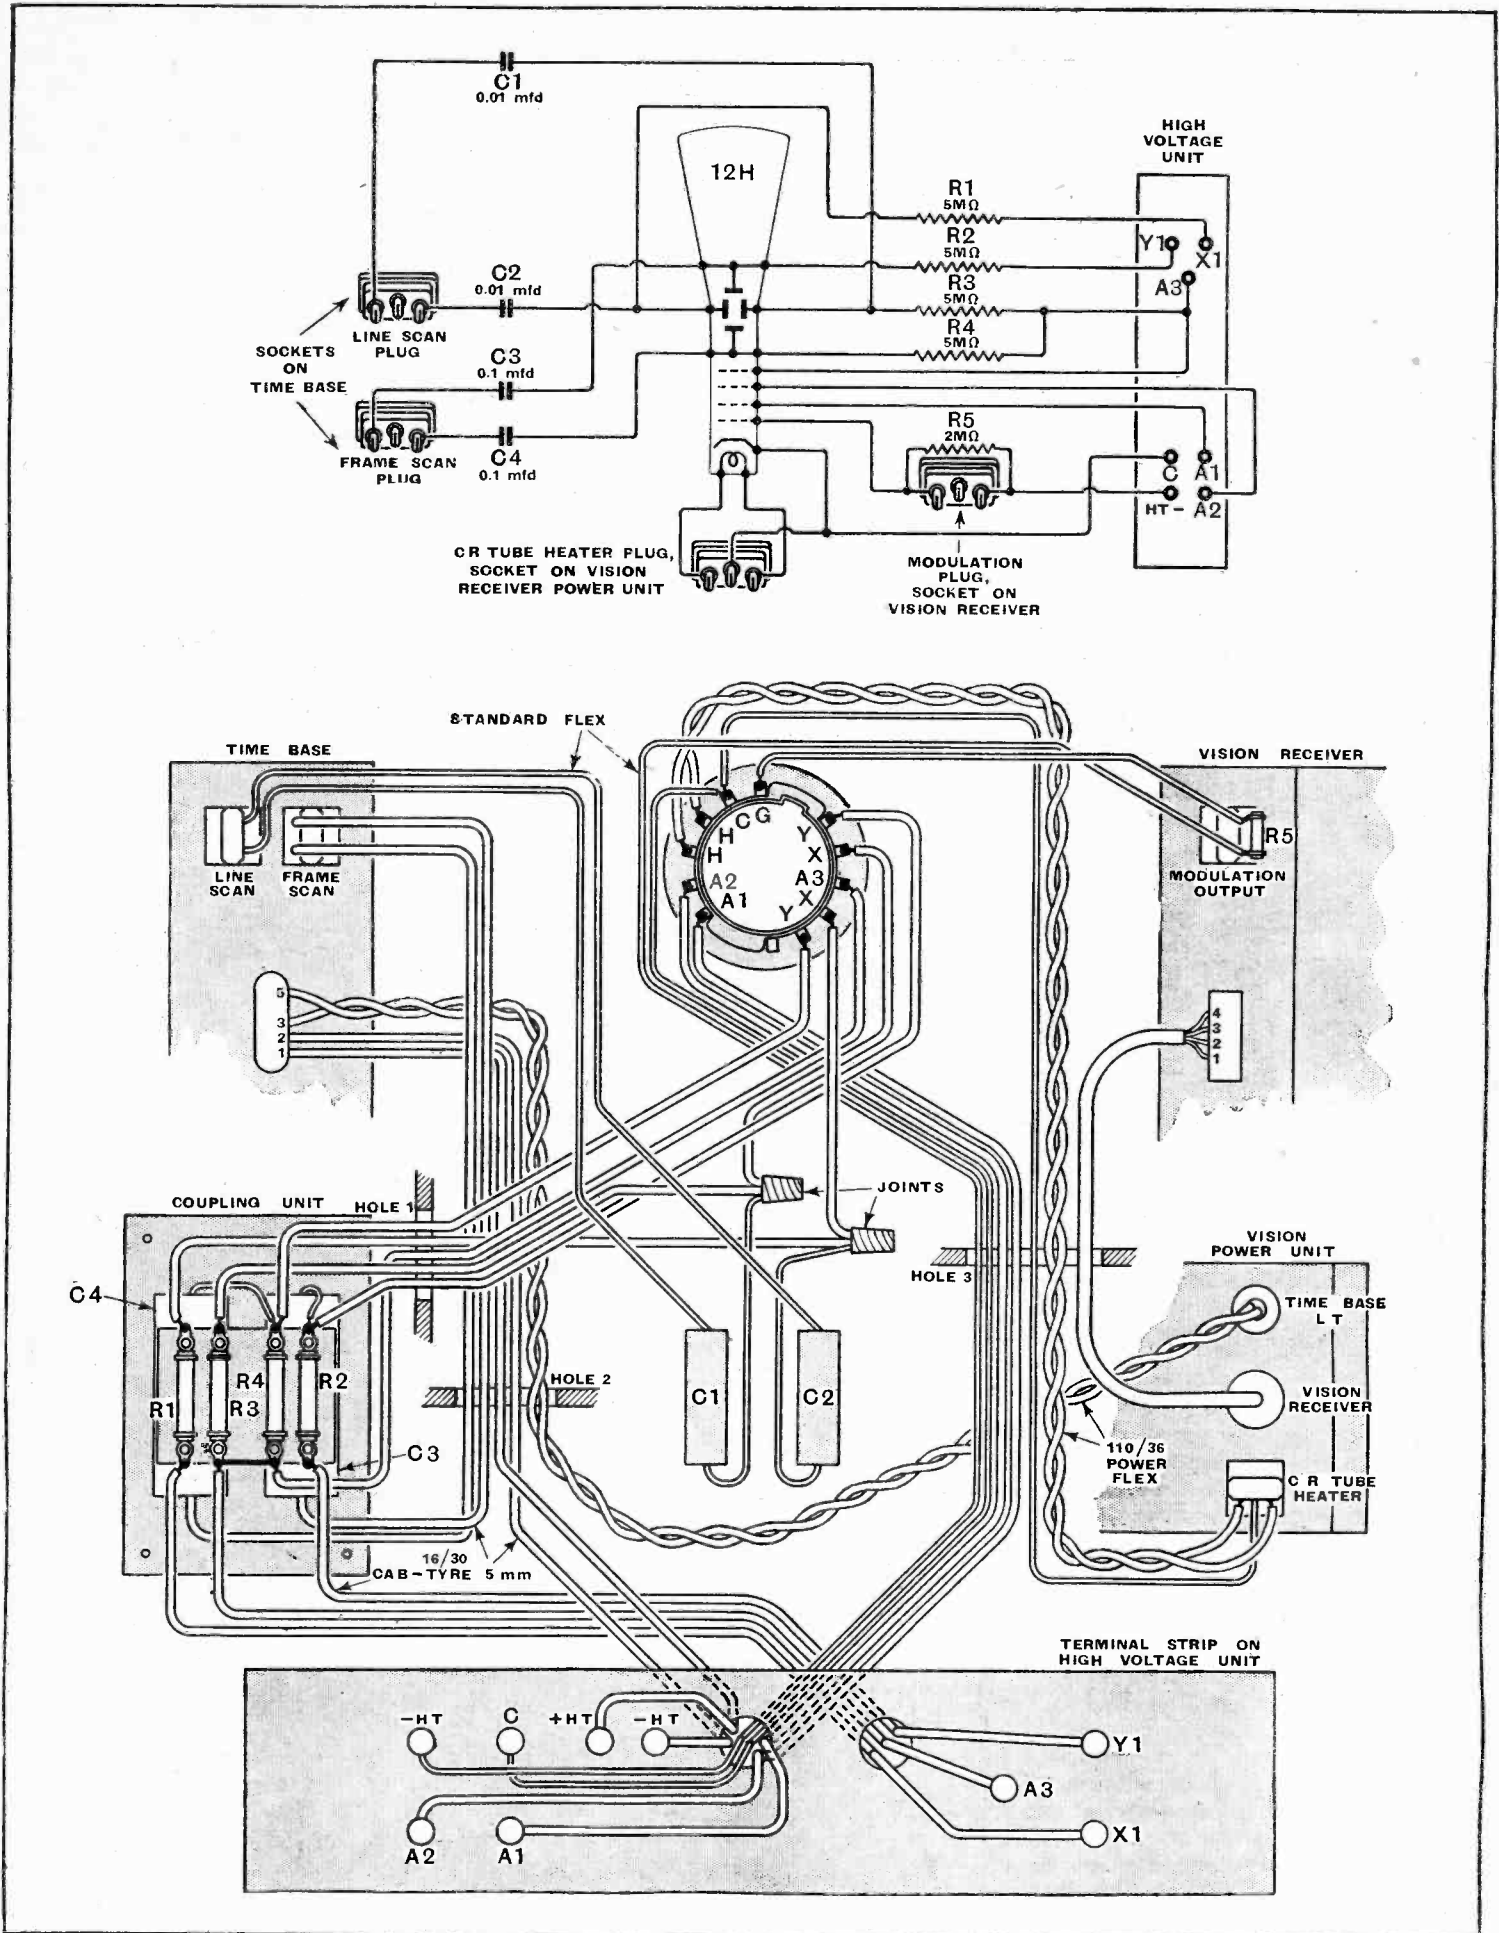 C1
0.01 mfd
12H
HIGH
VOLTAGE
UNIT
R1
5MΩ
R2
5MΩ
R3
5MΩ
R4
5MΩ
Y1
X1
A3
C2
0.01 mfd
LINE SCAN
PLUG
SOCKETS
ON
TIME BASE
C3
0.1 mfd
FRAME SCAN
PLUG
C4
0.1 mfd
R5
2MΩ
C
A1
HT-
A2
CR TUBE HEATER PLUG,
SOCKET ON VISION
RECEIVER POWER UNIT
MODULATION
PLUG,
SOCKET ON
VISION RECEIVER
STANDARD FLEX
TIME BASE
VISION RECEIVER
LINE
SCAN
FRAME
SCAN
C
G
H
H
A2
A1
Y
X
A3
X
Y
R5
MODULATION
OUTPUT
5
3
2
1
4
3
2
1
COUPLING UNIT
HOLE 1
JOINTS
HOLE 3
VISION
POWER UNIT
C4
TIME BASE
LT
R4
R2
R1
R3
HOLE 2
C1
C2
VISION
RECEIVER
C3
110/36
POWER
FLEX
CR TUBE
HEATER
16/30
CAB-TYRE 5 mm
TERMINAL STRIP ON
HIGH VOLTAGE UNIT
-HT
C
+HT
-HT
Y1
A3
X1
A2
A1